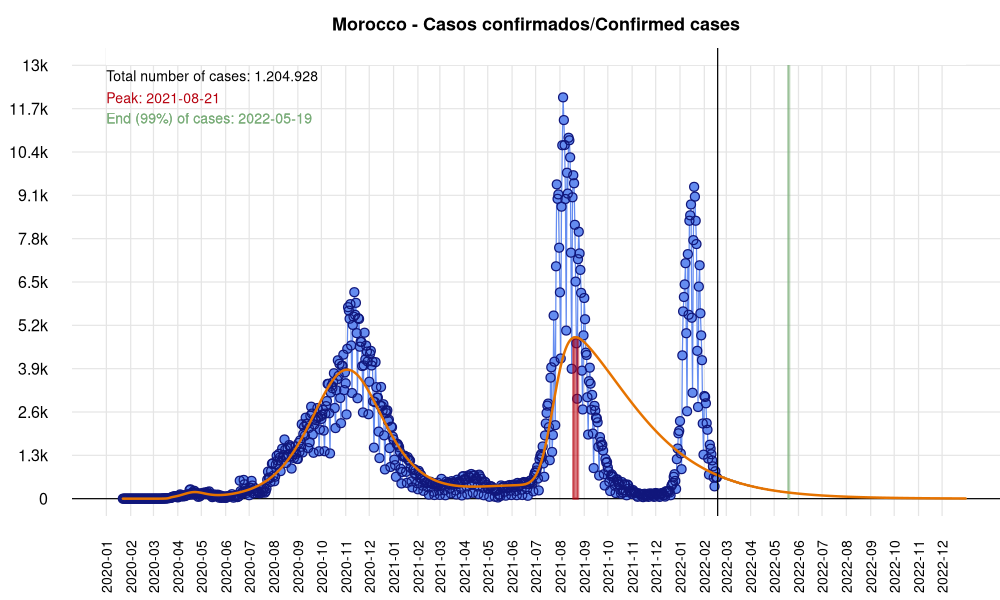 Morocco - Casos confirmados/Confirmed cases
Total number of cases: 1.204.928
Peak: 2021-08-21
End (99%) of cases: 2022-05-19
13k
11.7k
10.4k
9.1k
7.8k
6.5k
5.2k
3.9k
2.6k
1.3k
0
2020-01
2020-02
2020-03
2020-04
2020-05
2020-06
2020-07
2020-08
2020-09
2020-10
2020-11
2020-12
2021-01
2021-02
2021-03
2021-04
2021-05
2021-06
2021-07
2021-08
2021-09
2021-10
2021-11
2021-12
2022-01
2022-02
2022-03
2022-04
2022-05
2022-06
2022-07
2022-08
2022-09
2022-10
2022-11
2022-12